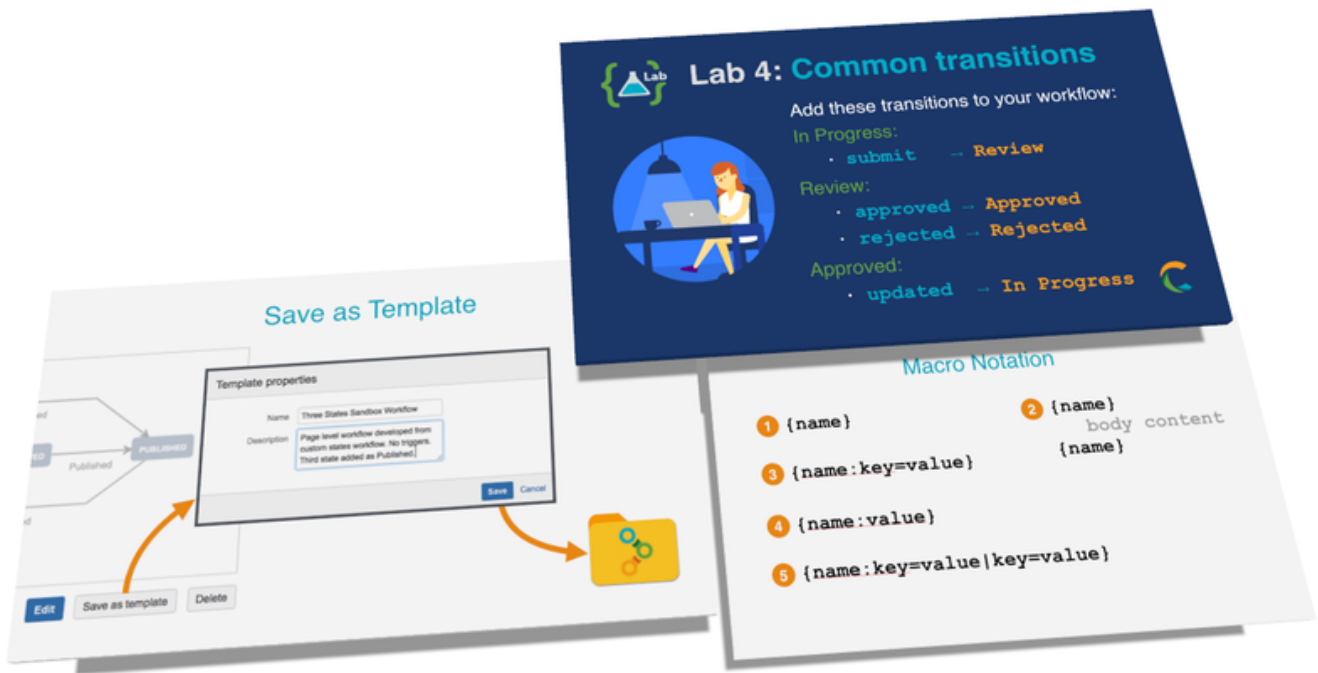 Lab
Lab 4: Common transitions
Add these transitions to your workflow:
In Progress:
· submit → Review
Review:
· approved → Approved
· rejected → Rejected
Approved:
· updated → In Progress
Save as Template
Template properties
Name Three States Sandbox Workflow
Description Page level workflow developed from
custom states workflow. No triggers.
Third state added as Published.
Save Cancel
PUBLISHED
Published
Edit Save as template Delete
Macro Notation
1 {name}
2 {name}
body content
{name}
3 {name:key=value}
4 {name:value}
5 {name:key=value|key=value}